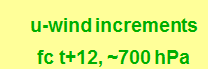 u-wind increments
fc t+12, ~700 hPa